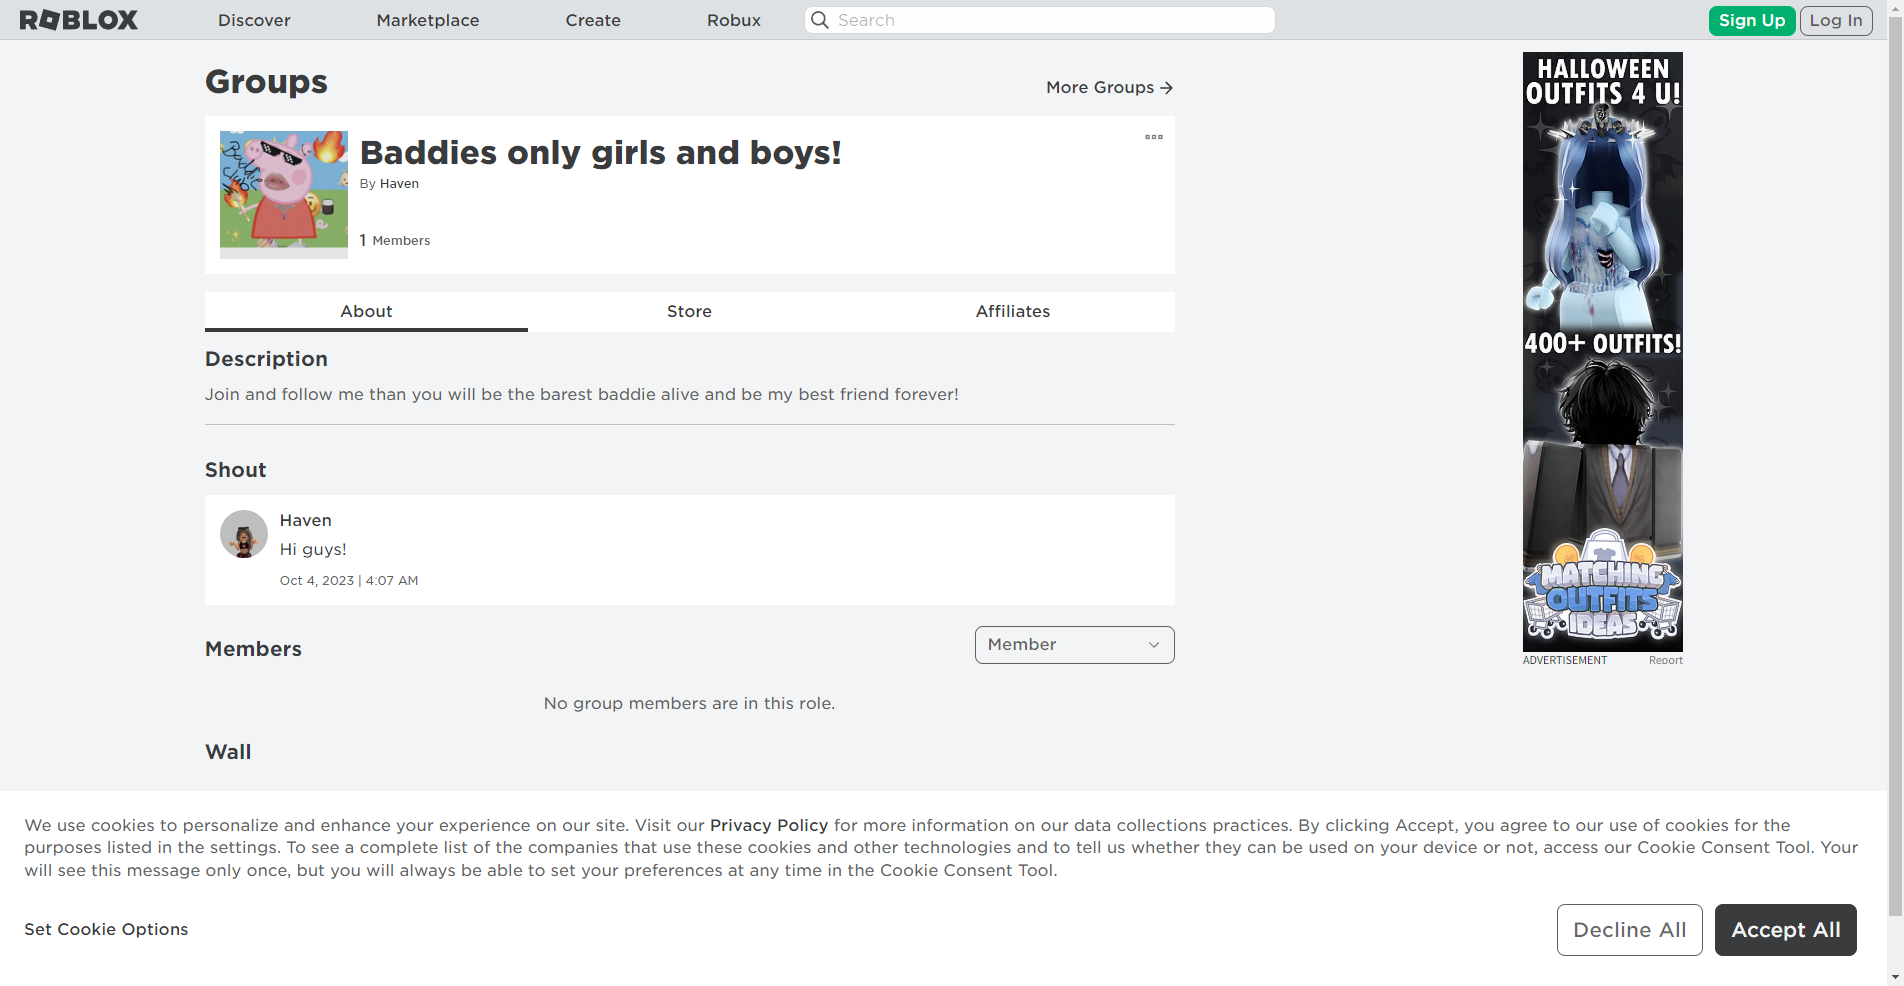 ROBLOX
Discover
Marketplace
Create
Robux
Search
Sign Up
Log In
Groups
More Groups →
Baddies only girls and boys!
By Haven
1 Members
About
Store
Affiliates
Description
Join and follow me than you will be the barest baddie alive and be my best friend forever!
Shout
Haven
Hi guys!
Oct 4, 2023 | 4:07 AM
Members
Member
No group members are in this role.
Wall
HALLOWEEN
OUTFITS 4 U!
400+ OUTFITS!
MATCHING
OUTFITS
IDEAS
ADVERTISEMENT
Report
We use cookies to personalize and enhance your experience on our site. Visit our Privacy Policy for more information on our data collections practices. By clicking Accept, you agree to our use of cookies for the
purposes listed in the settings. To see a complete list of the companies that use these cookies and other technologies and to tell us whether they can be used on your device or not, access our Cookie Consent Tool. Your
will see this message only once, but you will always be able to set your preferences at any time in the Cookie Consent Tool.
Set Cookie Options
Decline All
Accept All